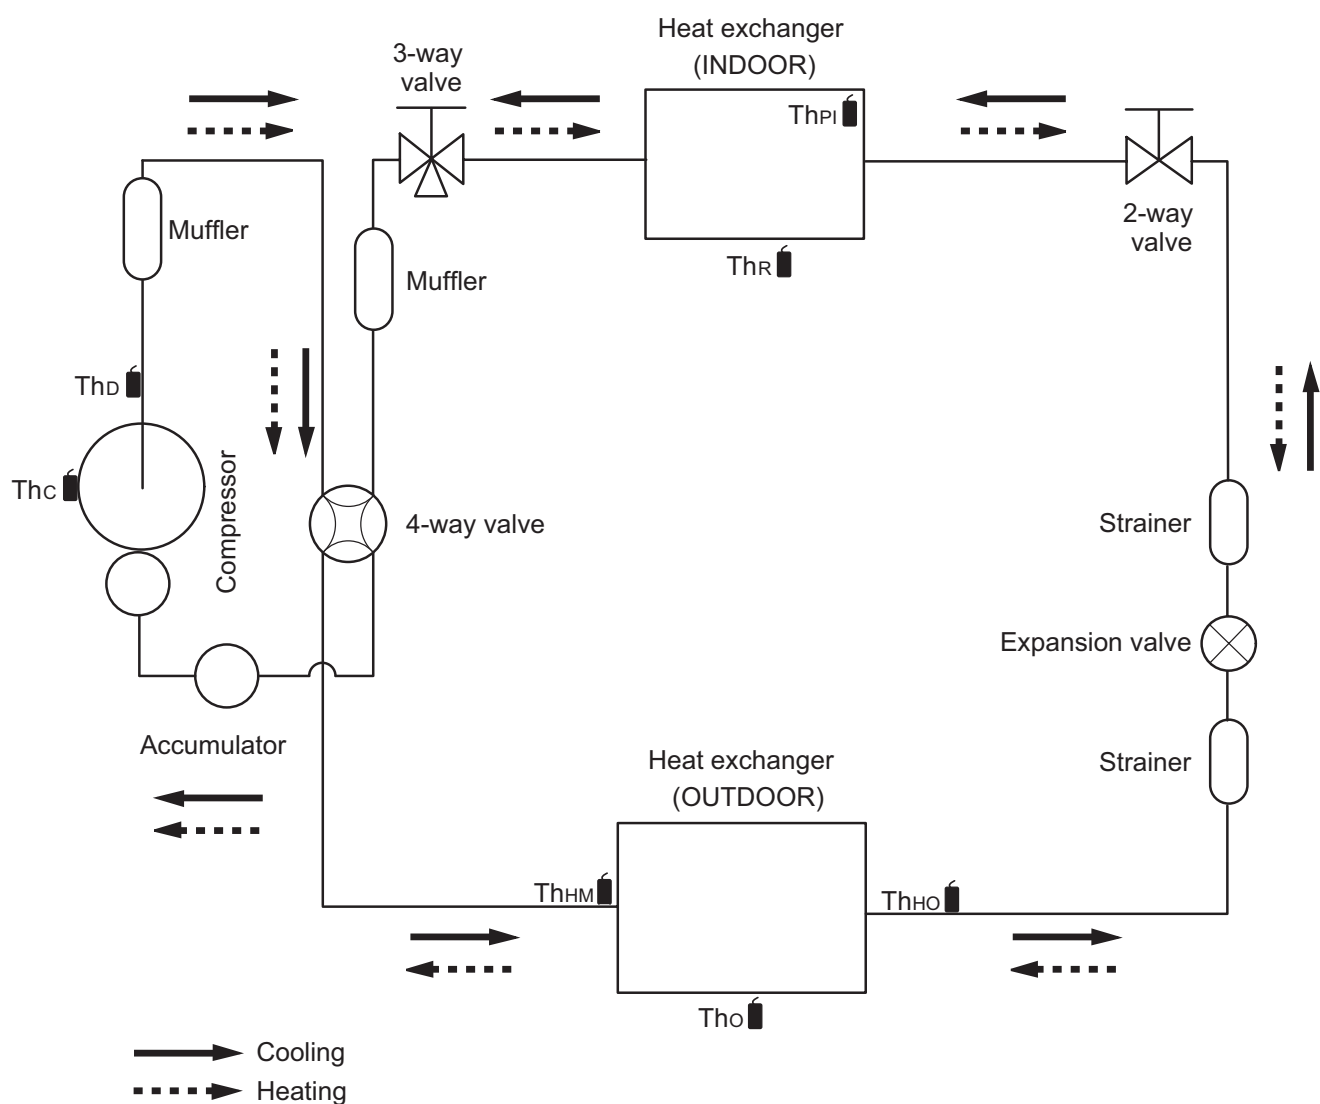 Heat exchanger
(INDOOR)
3-way
valve
ThPI
Muffler
2-way
valve
ThR
Muffler
ThD
ThC
Compressor
4-way valve
Strainer
Expansion valve
Accumulator
Heat exchanger
(OUTDOOR)
Strainer
ThHM
ThHO
ThO
Cooling
Heating